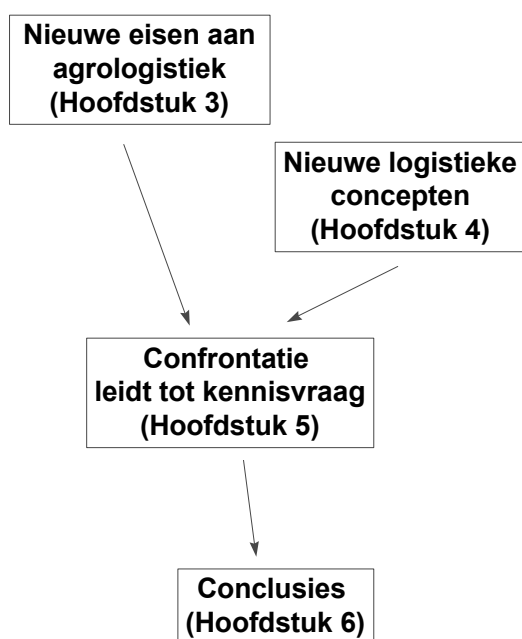 Nieuwe eisen aan
agrologistiek
(Hoofdstuk 3)
Nieuwe logistieke
concepten
(Hoofdstuk 4)
Confrontatie
leidt tot kennisvraag
(Hoofdstuk 5)
Conclusies
(Hoofdstuk 6)